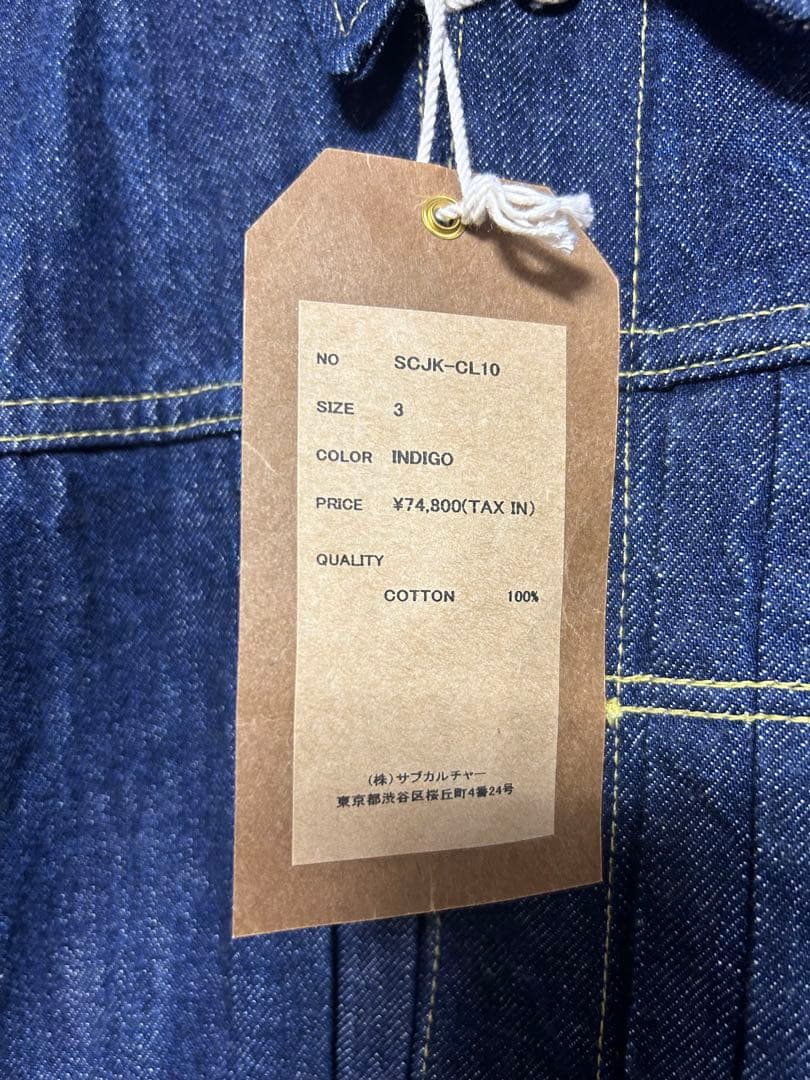 NO SCJK-CL10
SIZE 3
COLOR INDIGO
PRICE ¥74,800(TAX IN)
QUALITY
COTTON 100%
(株)サブカルチャー
東京都渋谷区桜丘町4番24号